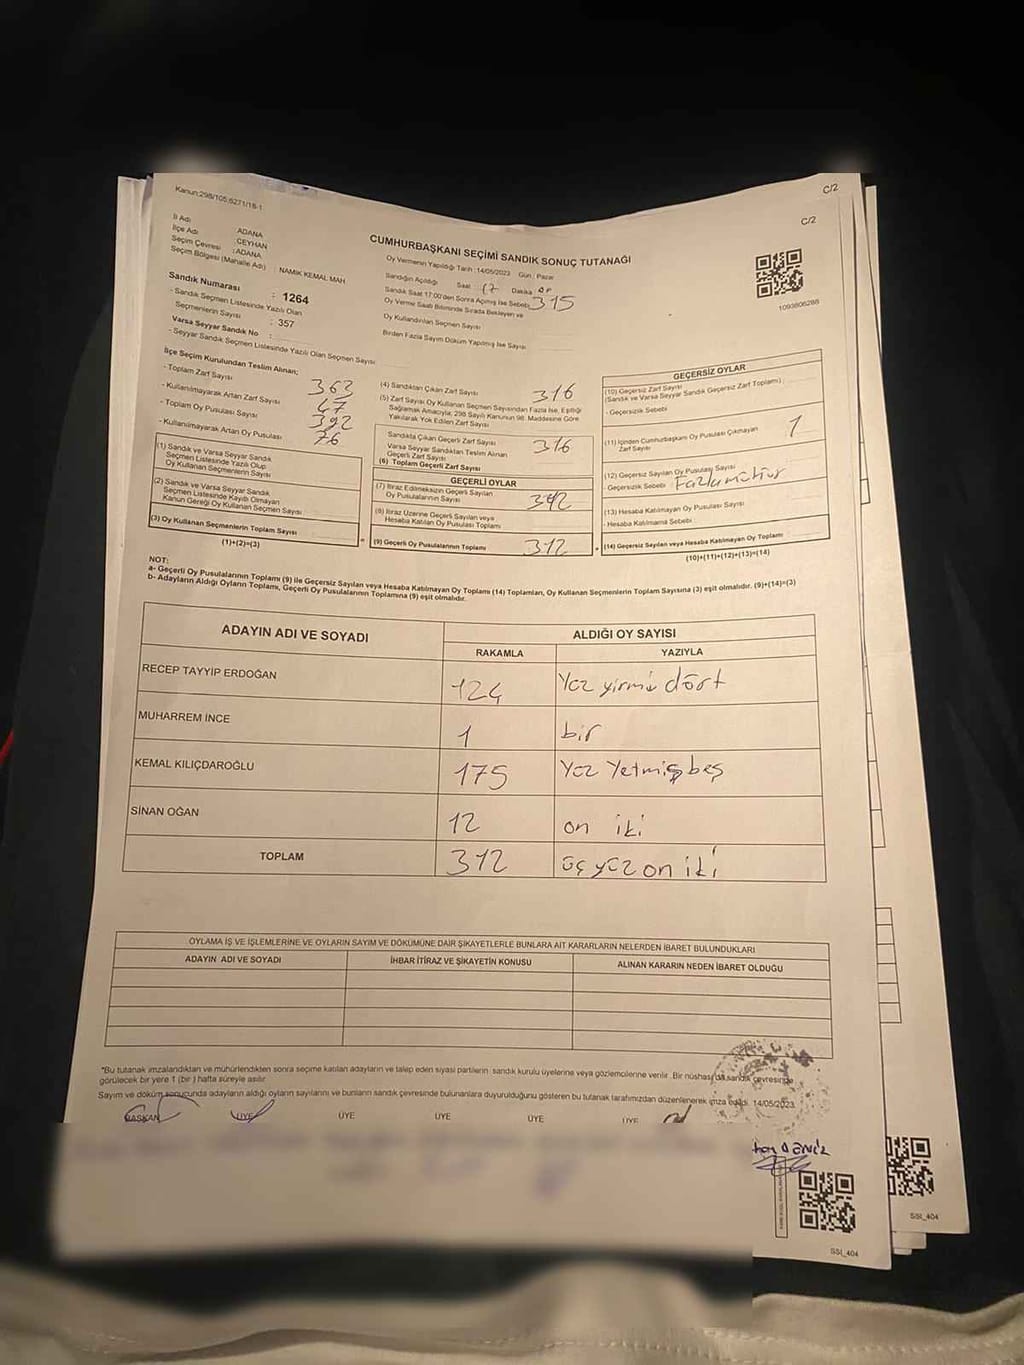 Kanun:298/105,6271/18-1
C/2
C/2
İl Adı : ADANA
İlçe Adı : CEYHAN
Seçim Çevresi : ADANA
Seçim Bölgesi (Mahalle Adı) : NAMIK KEMAL MAH
Sandık Numarası : 1264
- Sandık Seçmen Listesinde Yazılı Olan
Seçmenlerin Sayısı : 357
Varsa Seyyar Sandık No :
- Seyyar Sandık Seçmen Listesinde Yazılı Olan Seçmen Sayısı
CUMHURBAŞKANI SEÇİMİ SANDIK SONUÇ TUTANAĞI
Oy Vermenin Yapıldığı Tarih : 14/05/2023 Gün : Pazar
Sandığın Açıldığı Saat : 17 Dakika :
Sandık Saat 17:00'den Sonra Açılmış İse Sebebi
Oy Verme Saati Bitiminde Sırada Bekleyen ve
Oy Kullandırılan Seçmen Sayısı
315
Birden Fazla Sayım Döküm Yapılmış İse Sayısı
1093806288
İlçe Seçim Kurulundan Teslim Alınan;
- Toplam Zarf Sayısı 363
- Kullanılmayarak Artan Zarf Sayısı 47
- Toplam Oy Pusulası Sayısı 392
- Kullanılmayarak Artan Oy Pusulası 76
(1) Sandık ve Varsa Seyyar Sandık
Seçmen Listesinde Yazılı Olup
Oy Kullanan Seçmenlerin Sayısı
(2) Sandık ve Varsa Seyyar Sandık
Seçmen Listesinde Kayıtlı Olmayan
Kanun Gereği Oy Kullanan Seçmen Sayısı
(3) Oy Kullanan Seçmenlerin Toplam Sayısı
(1)+(2)=(3)
(4) Sandıktan Çıkan Zarf Sayısı 316
(5) Zarf Sayısı Oy Kullanan Seçmen Sayısından Fazla İse, Eşitliği
Sağlamak Amacıyla, 298 Sayılı Kanunun 98. Maddesine Göre
Yakılarak Yok Edilen Zarf Sayısı
Sandıkta Çıkan Geçerli Zarf Sayısı 316
Varsa Seyyar Sandıktan Teslim Alınan
Geçerli Zarf Sayısı
(6) Toplam Geçerli Zarf Sayısı
GEÇERLİ OYLAR
(7) İtiraz Edilmeksizin Geçerli Sayılan
Oy Pusulalarının Sayısı 312
(8) İtiraz Üzerine Geçerli Sayılan veya
Hesaba Katılan Oy Pusulası Toplamı
(9) Geçerli Oy Pusulalarının Toplamı 312
GEÇERSİZ OYLAR
(10) Geçersiz Zarf Sayısı
(Sandık ve Varsa Seyyar Sandık Geçersiz Zarf Toplamı)
- Geçersizlik Sebebi
(11) İçinden Cumhurbaşkanı Oy Pusulası Çıkmayan
Zarf Sayısı 1
(12) Geçersiz Sayılan Oy Pusulası Sayısı
- Geçersizlik Sebebi
(13) Hesaba Katılmayan Oy Pusulası Sayısı
- Hesaba Katılmama Sebebi
(14) Geçersiz Sayılan veya Hesaba Katılmayan Oy Toplamı
(10)+(11)+(12)+(13)=(14)
NOT:
a- Geçerli Oy Pusulalarının Toplamı (9) ile Geçersiz Sayılan veya Hesaba Katılmayan Oy Toplamı (14) Toplamları, Oy Kullanan Seçmenlerin Toplam Sayısına (3) eşit olmalıdır. (9)+(14)=(3)
b- Adayların Aldığı Oyların Toplamı, Geçerli Oy Pusulalarının Toplamına (9) eşit olmalıdır.
ADAYIN ADI VE SOYADI ALDIĞI OY SAYISI
RAKAMLA YAZIYLA
RECEP TAYYİP ERDOĞAN 124 Yüz yirmi dört
MUHARREM İNCE 1 bir
KEMAL KILIÇDAROĞLU 175 Yüz Yetmiş beş
SİNAN OĞAN 12 on iki
TOPLAM 312 üç yüz on iki
OYLAMA İŞ VE İŞLEMLERİNE VE OYLARIN SAYIM VE DÖKÜMÜNE DAİR ŞİKAYETLERLE BUNLARA AİT KARARLARIN NELERDEN İBARET BULUNDUKLARI
ADAYIN ADI VE SOYADI İHBAR İTİRAZ VE ŞİKAYETİN KONUSU ALINAN KARARIN NEDEN İBARET OLDUĞU
*Bu tutanak imzalandıktan ve mühürlendikten sonra seçime katılan adayların ve talep eden siyasi partilerin sandık kurulu üyelerine veya gözlemcilerine verilir. Bir nüshası da sandık çevresinde
görülecek bir yere 1 (bir) hafta süreyle asılır.
Sayım ve döküm sonucunda adayların aldığı oyların sayılarını ve bunların sandık çevresinde bulunanlara duyurulduğunu gösteren bu tutanak tarafımızdan düzenlenerek imza edildi. 14/05/2023
BAŞKAN ÜYE ÜYE ÜYE ÜYE ÜYE
SSI_404
SSI_404